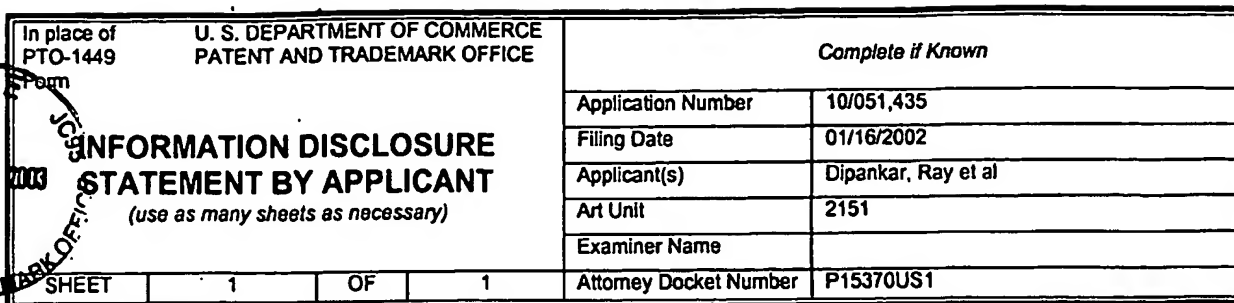 In place of U. S. DEPARTMENT OF COMMERCE
PTO-1449 PATENT AND TRADEMARK OFFICE
Form
INFORMATION DISCLOSURE
STATEMENT BY APPLICANT
(use as many sheets as necessary)
SHEET 1 OF 1
Complete if Known
Application Number 10/051,435
Filing Date 01/16/2002
Applicant(s) Dipankar, Ray et al
Art Unit 2151
Examiner Name
Attorney Docket Number P15370US1
2003